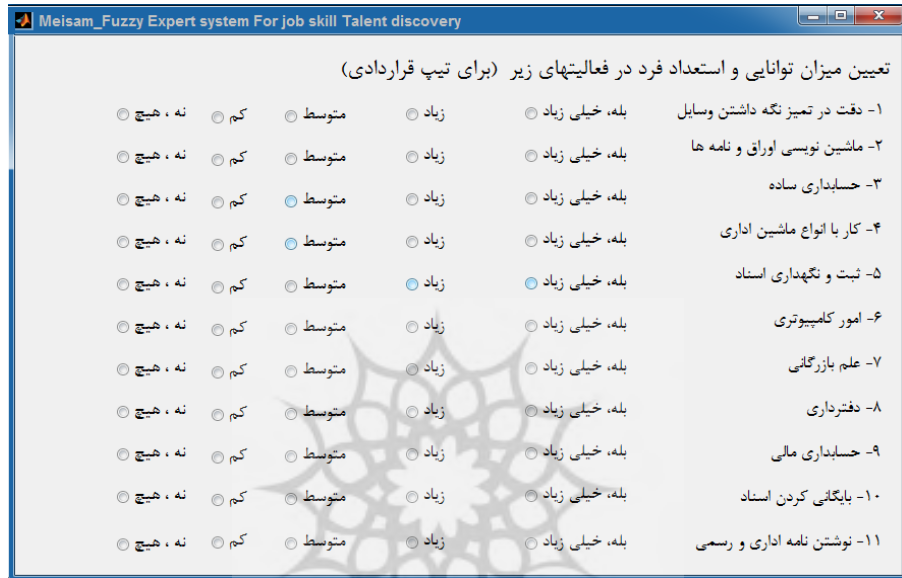 Meisam_Fuzzy Expert system For job skill Talent discovery
تعیین میزان توانایی و استعداد فرد در فعالیتهای زیر (برای تیپ قراردادی)
۱- دقت در تمیز نگه داشتن وسایل بله، خیلی زیاد زیاد متوسط کم نه ، هیچ
۲- ماشین نویسی اوراق و نامه ها بله، خیلی زیاد زیاد متوسط کم نه ، هیچ
۳- حسابداری ساده بله، خیلی زیاد زیاد متوسط کم نه ، هیچ
۴- کار با انواع ماشین اداری بله، خیلی زیاد زیاد متوسط کم نه ، هیچ
۵- ثبت و نگهداری اسناد بله، خیلی زیاد زیاد متوسط کم نه ، هیچ
۶- امور کامپیوتری بله، خیلی زیاد زیاد متوسط کم نه ، هیچ
۷- علم بازرگانی بله، خیلی زیاد زیاد متوسط کم نه ، هیچ
۸- دفترداری بله، خیلی زیاد زیاد متوسط کم نه ، هیچ
۹- حسابداری مالی بله، خیلی زیاد زیاد متوسط کم نه ، هیچ
۱۰- بایگانی کردن اسناد بله، خیلی زیاد زیاد متوسط کم نه ، هیچ
۱۱- نوشتن نامه اداری و رسمی بله، خیلی زیاد زیاد متوسط کم نه ، هیچ